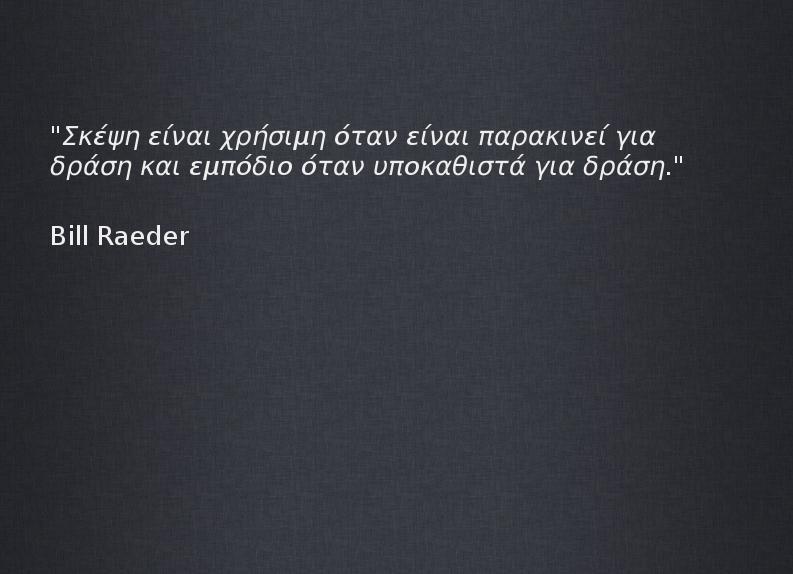 "Σκέψη είναι χρήσιμη όταν είναι παρακινεί για
δράση και εμπόδιο όταν υποκαθιστά για δράση."
Bill Raeder